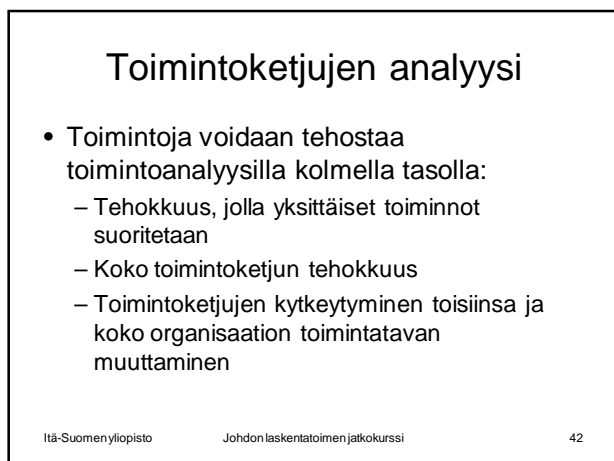 Toimintoketjujen analyysi
• Toimintoja voidaan tehostaa
toimintoanalyysilla kolmella tasolla:
– Tehokkuus, jolla yksittäiset toiminnot
suoritetaan
– Koko toimintoketjun tehokkuus
– Toimintoketjujen kytkeytyminen toisiinsa ja
koko organisaation toimintatavan
muuttaminen
Itä-Suomen yliopisto Johdon laskentatoimen jatkokurssi 42